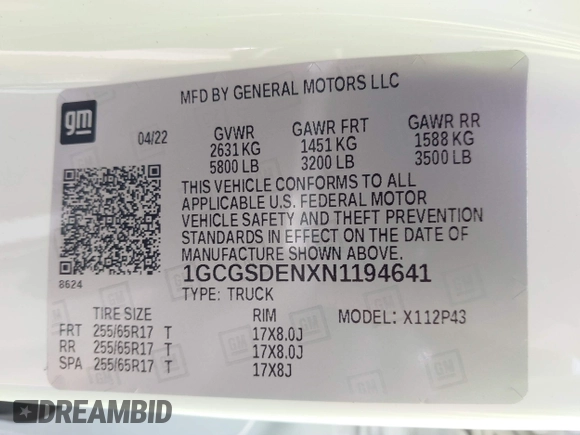 MFD BY GENERAL MOTORS LLC
gm
04/22
GVWR GAWR FRT GAWR RR
2631 KG 1451 KG 1588 KG
5800 LB 3200 LB 3500 LB
THIS VEHICLE CONFORMS TO ALL
APPLICABLE U.S. FEDERAL MOTOR
VEHICLE SAFETY AND THEFT PREVENTION
STANDARDS IN EFFECT ON THE DATE OF
MANUFACTURE SHOWN ABOVE.
8624
1GCGSDENXN1194641
TYPE: TRUCK
TIRE SIZE RIM MODEL: X112P43
FRT 255/65R17 T 17X8.0J
RR 255/65R17 T 17X8.0J
SPA 255/65R17 T 17X8J
DREAMBID